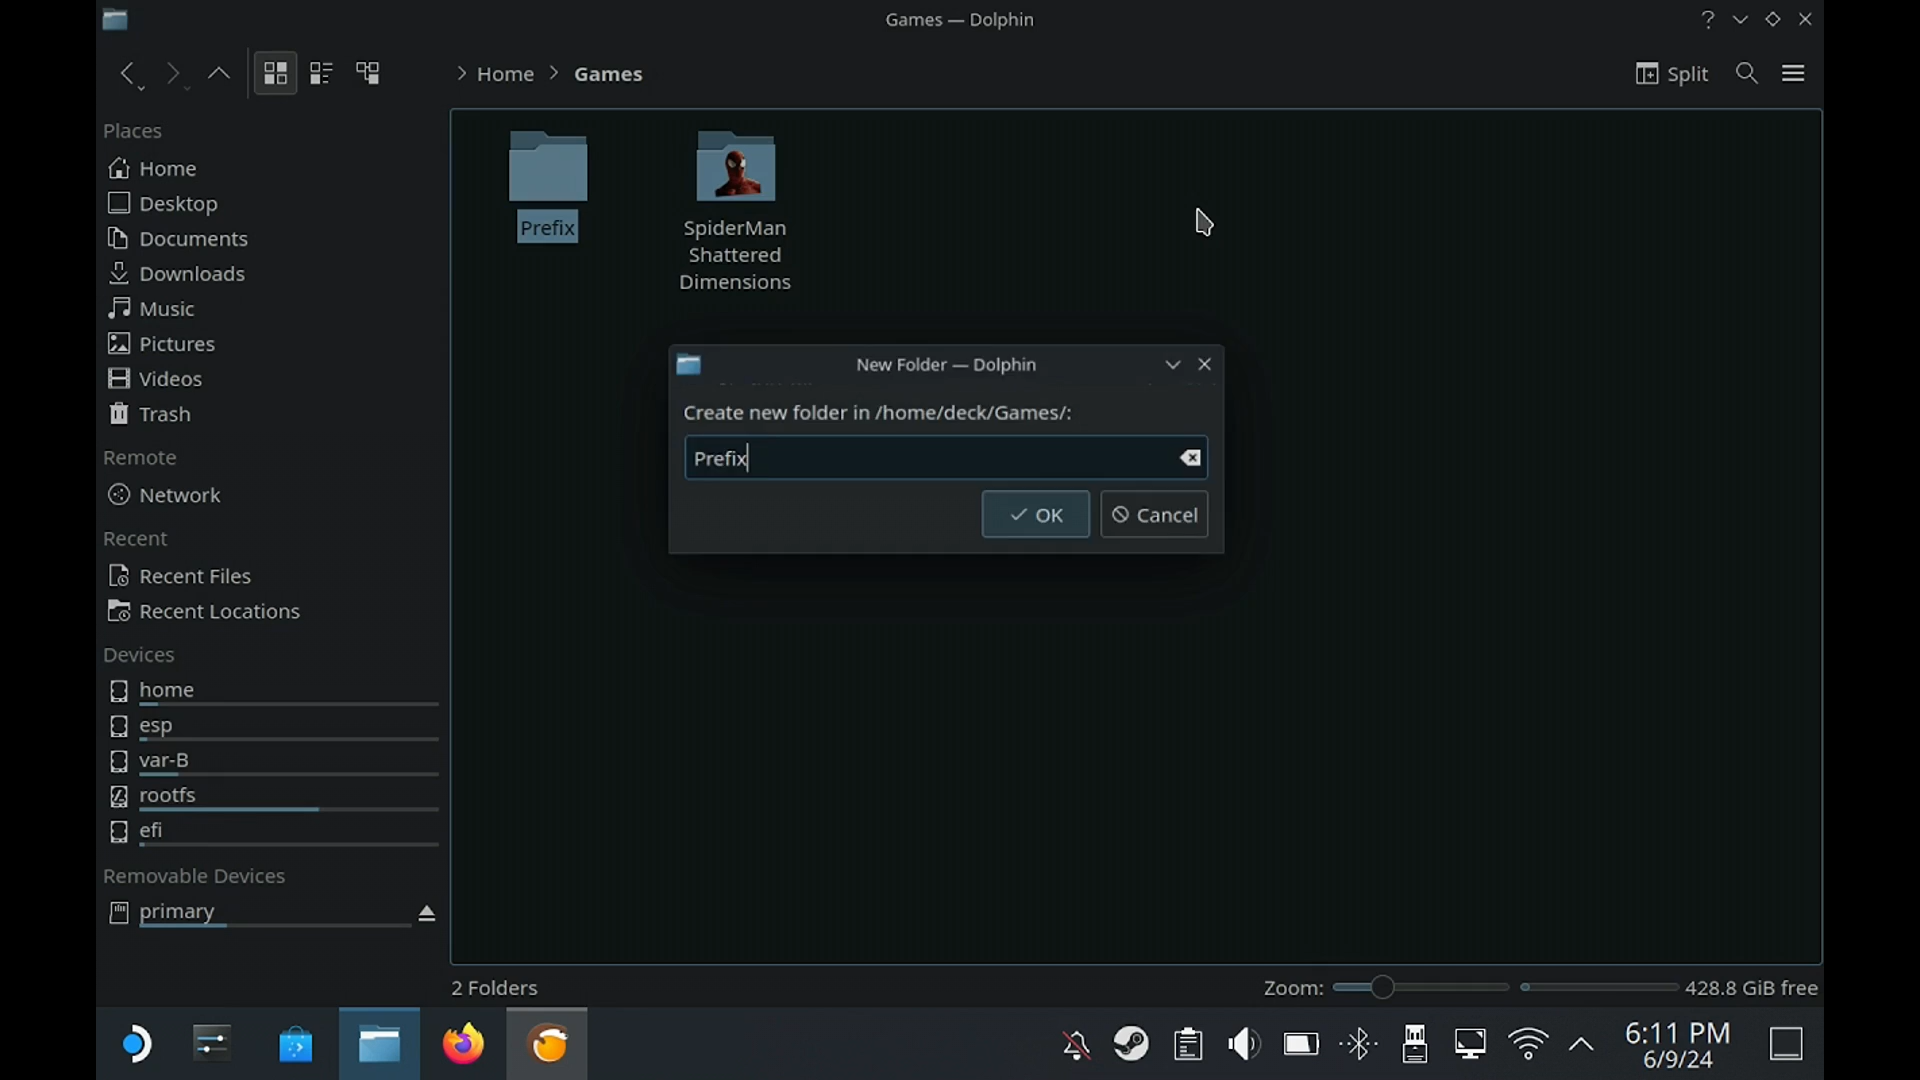 Games — Dolphin
Home
Games
Split
Places
Home
Desktop
Documents
Downloads
Music
Pictures
Videos
Trash
Remote
Network
Recent
Recent Files
Recent Locations
Devices
home
esp
var-B
rootfs
efi
Removable Devices
primary
Prefix
SpiderMan
Shattered
Dimensions
New Folder — Dolphin
Create new folder in /home/deck/Games/:
Prefix
OK
Cancel
2 Folders
Zoom:
428.8 GiB free
6:11 PM
6/9/24